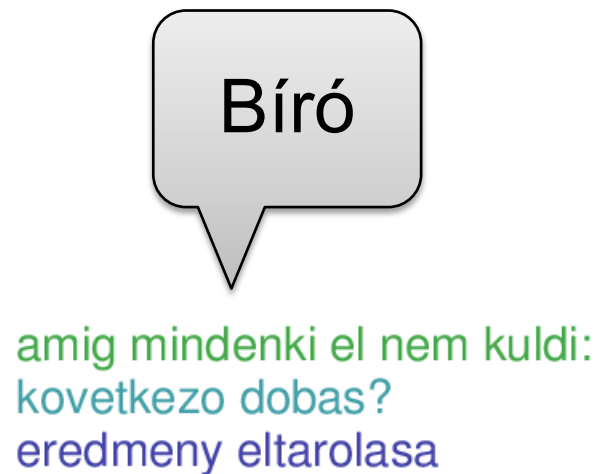 Bíró
amig mindenki el nem kuldi:
kovetkezo dobas?
eredmeny eltarolasa